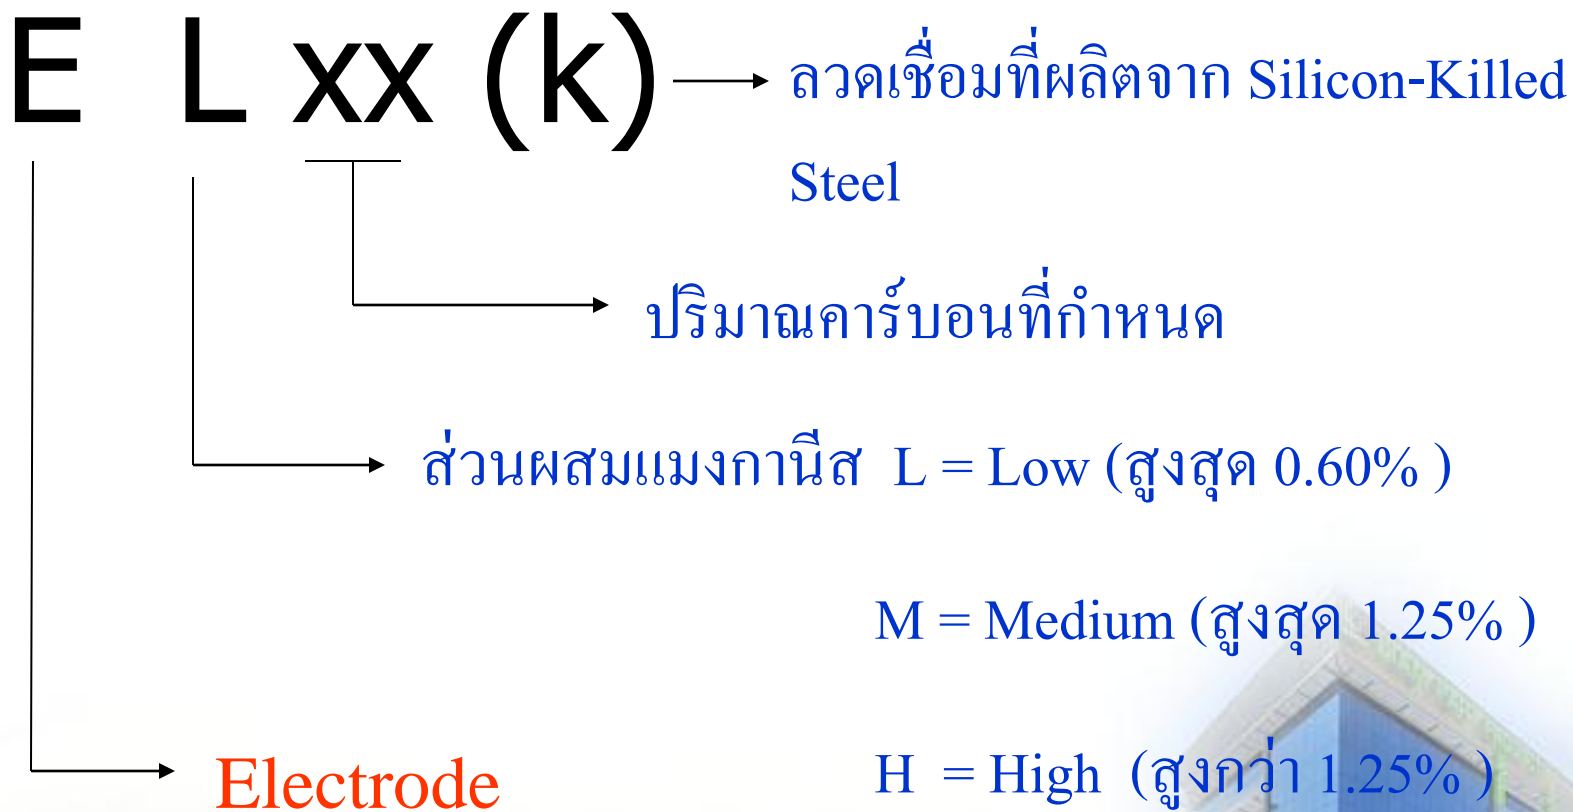 E L xx (k)
ลวดเชื่อมที่ผลิตจาก Silicon-Killed
Steel
ปริมาณคาร์บอนที่กำหนด
ส่วนผสมแมงกานีส L = Low (สูงสุด 0.60% )
M = Medium (สูงสุด 1.25% )
Electrode
H = High (สูงกว่า 1.25% )